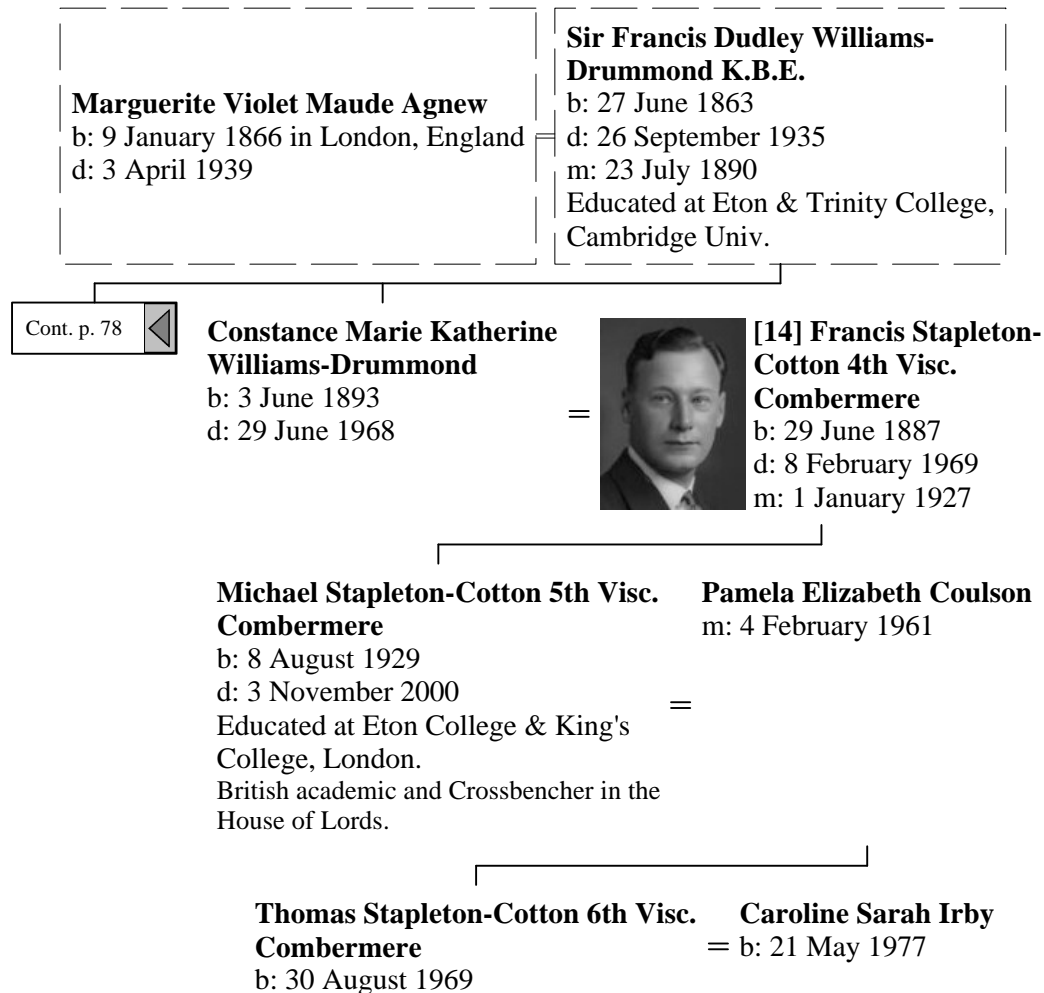 Marguerite Violet Maude Agnew
b: 9 January 1866 in London, England
d: 3 April 1939
=
Sir Francis Dudley Williams-
Drummond K.B.E.
b: 27 June 1863
d: 26 September 1935
m: 23 July 1890
Educated at Eton & Trinity College,
Cambridge Univ.
Cont. p. 78
Constance Marie Katherine
Williams-Drummond
b: 3 June 1893
d: 29 June 1968
=
[14] Francis Stapleton-
Cotton 4th Visc.
Combermere
b: 29 June 1887
d: 8 February 1969
m: 1 January 1927
Michael Stapleton-Cotton 5th Visc.
Combermere
b: 8 August 1929
d: 3 November 2000
Educated at Eton College & King's
College, London.
British academic and Crossbencher in the
House of Lords.
=
Pamela Elizabeth Coulson
m: 4 February 1961
Thomas Stapleton-Cotton 6th Visc.
Combermere
b: 30 August 1969
=
Caroline Sarah Irby
b: 21 May 1977